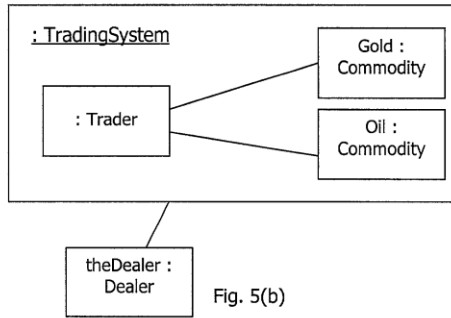 : TradingSystem
Gold :
Commodity
: Trader
Oil :
Commodity
theDealer :
Dealer
Fig. 5(b)